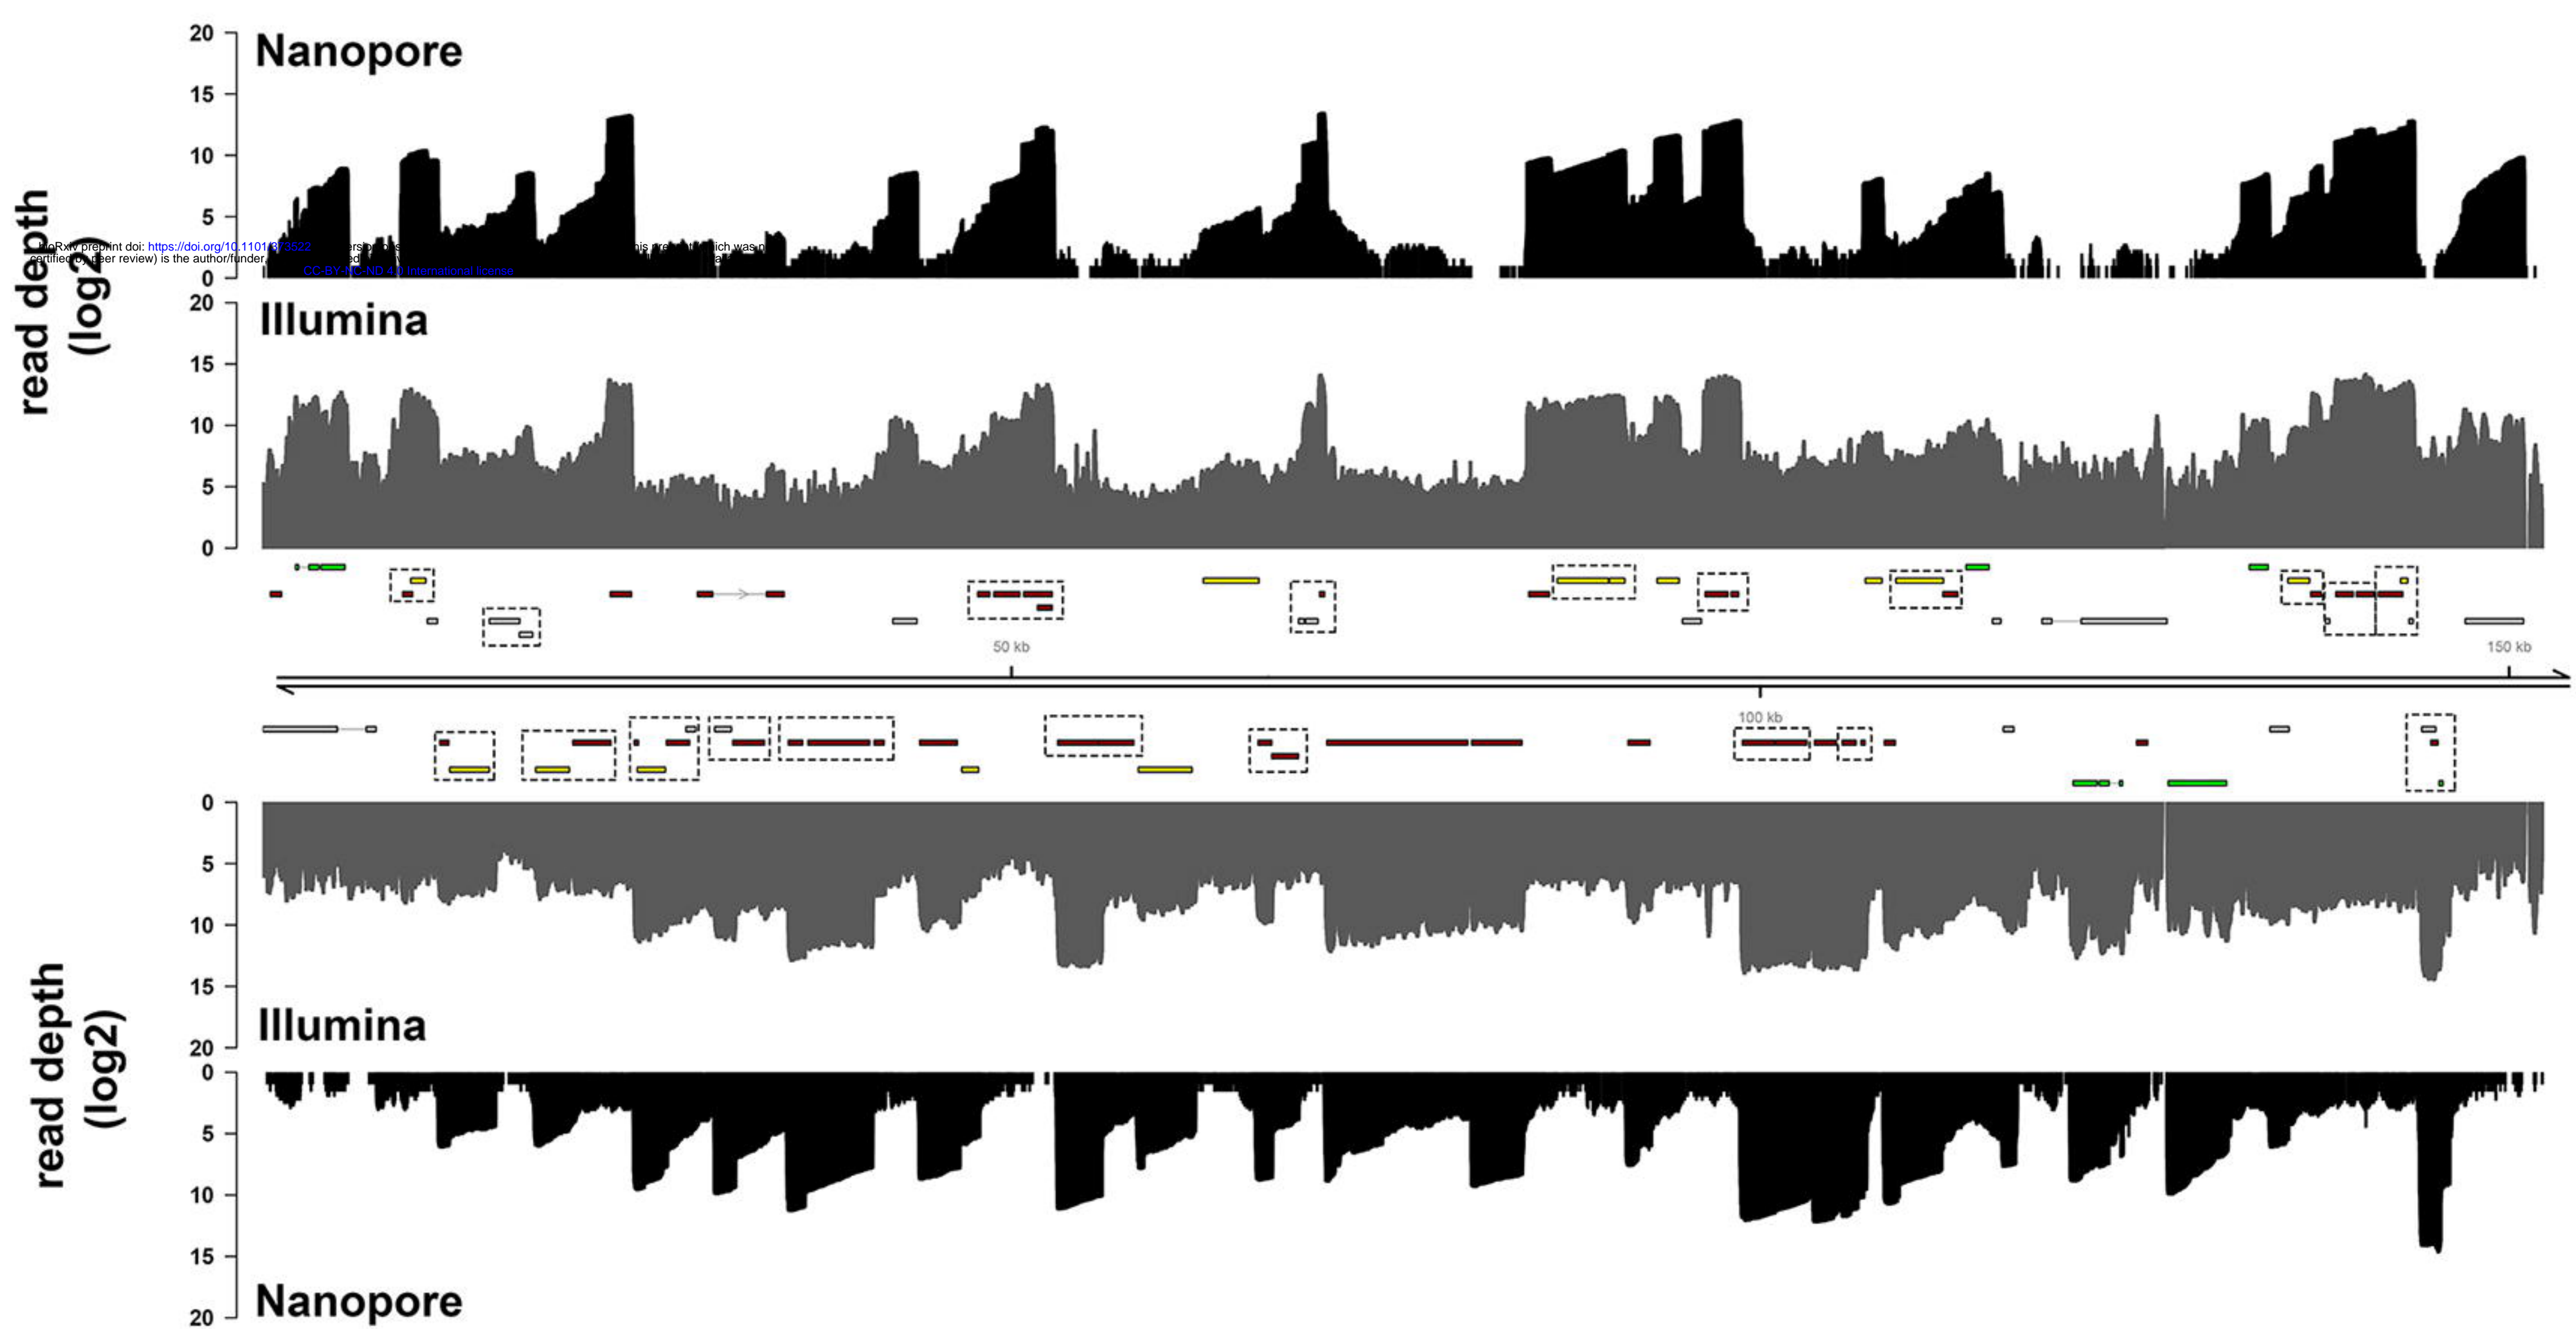 20
Nanopore
15
10
5
0
read depth
(log2)
bioRxiv preprint doi: https://doi.org/10.1101/373622
certified by peer review) is the author/funder
CC-BY-NC-ND 4.0 International license
20
Illumina
15
10
5
0
50 kb
150 kb
100 kb
0
5
10
15
20
Illumina
read depth
(log2)
0
5
10
15
20
Nanopore